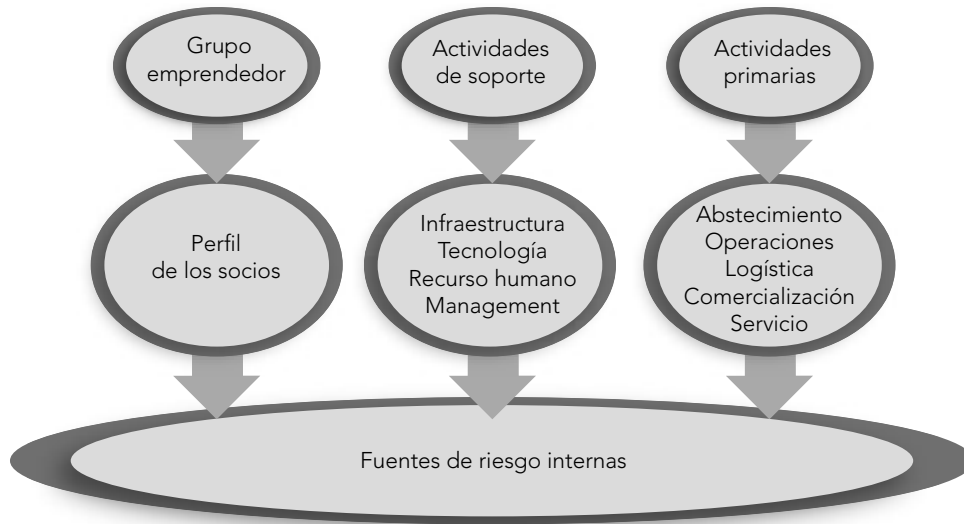 Grupo
emprendedor
Actividades
de soporte
Actividades
primarias
Perfil
de los socios
Infraestructura
Tecnología
Recurso humano
Management
Abastecimiento
Operaciones
Logística
Comercialización
Servicio
Fuentes de riesgo internas